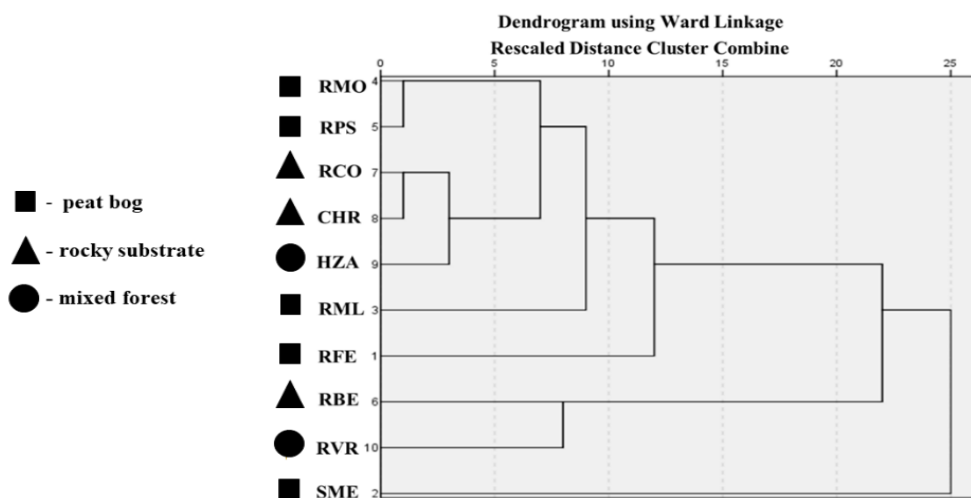 Dendrogram using Ward Linkage
Rescaled Distance Cluster Combine
0 5 10 15 20 25
RMO 4
RPS 5
RCO 7
CHR 8
HZA 9
RML 3
RFE 1
RBE 6
RVR 10
SME 2
- peat bog
- rocky substrate
- mixed forest